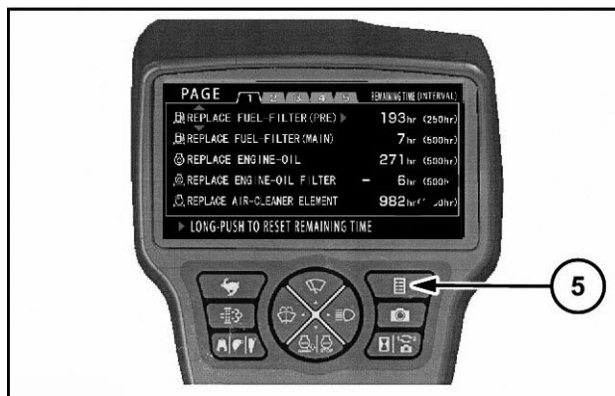 PAGE 1 2 3 4 5 REMAINING TIME (INTERVAL)
REPLACE FUEL-FILTER (PRE) 193hr (250hr)
REPLACE FUEL-FILTER (MAIN) 7hr (500hr)
REPLACE ENGINE-OIL 271hr (500hr)
REPLACE ENGINE-OIL FILTER - 6hr (500h
REPLACE AIR-CLEANER ELEMENT 982hr
LONG-PUSH TO RESET REMAINING TIME
5